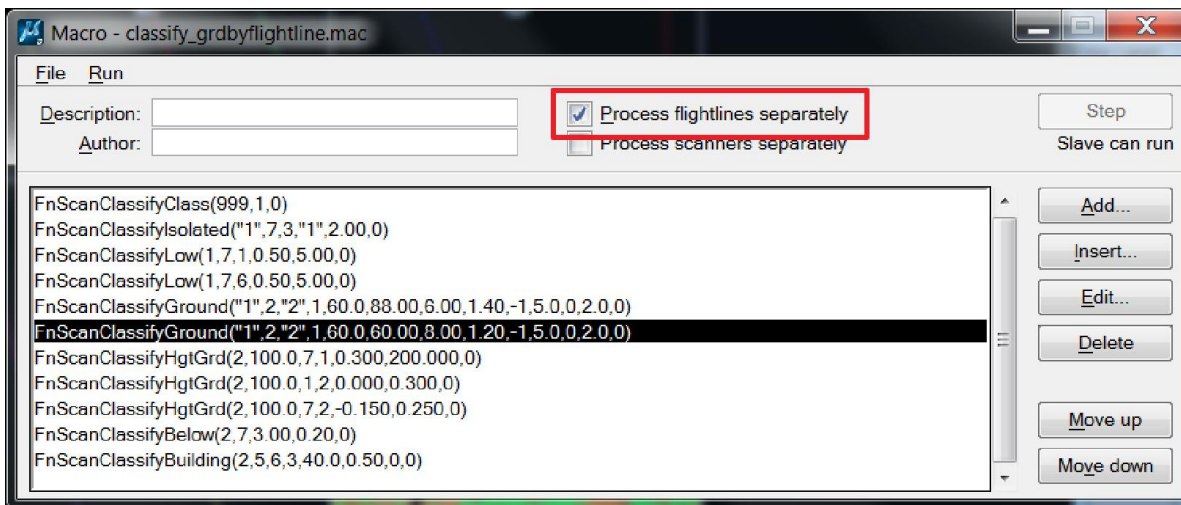 Macro - classify_grdbyflightline.mac
File Run
Description:
Process flightlines separately
Step
Author:
Process scanners separately
Slave can run
FnScanClassifyClass(999,1,0)
FnScanClassifyIsolated("1",7,3,"1",2.00,0)
FnScanClassifyLow(1,7,1,0.50,5.00,0)
FnScanClassifyLow(1,7,6,0.50,5.00,0)
FnScanClassifyGround("1",2,"2",1,60.0,88.00,6.00,1.40,-1,5.0,0,2.0,0)
FnScanClassifyGround("1",2,"2",1,60.0,60.00,8.00,1.20,-1,5.0,0,2.0,0)
FnScanClassifyHgtGrd(2,100.0,7,1,0.300,200.000,0)
FnScanClassifyHgtGrd(2,100.0,1,2,0.000,0.300,0)
FnScanClassifyHgtGrd(2,100.0,7,2,-0.150,0.250,0)
FnScanClassifyBelow(2,7,3.00,0.20,0)
FnScanClassifyBuilding(2,5,6,3,40.0,0.50,0,0)
Add...
Insert...
Edit...
Delete
Move up
Move down